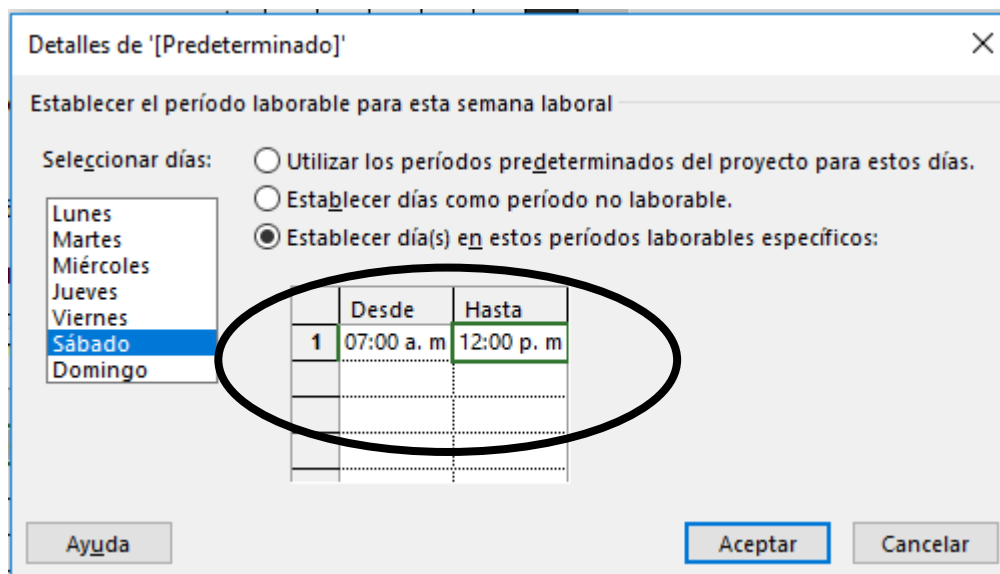 Detalles de '[Predeterminado]'
Establecer el período laborable para esta semana laboral
Seleccionar días:
Lunes
Martes
Miércoles
Jueves
Viernes
Sábado
Domingo
Utilizar los períodos predeterminados del proyecto para estos días.
Establecer días como período no laborable.
Establecer día(s) en estos períodos laborables específicos:
Desde Hasta
1 07:00 a. m 12:00 p. m
Ayuda Aceptar Cancelar